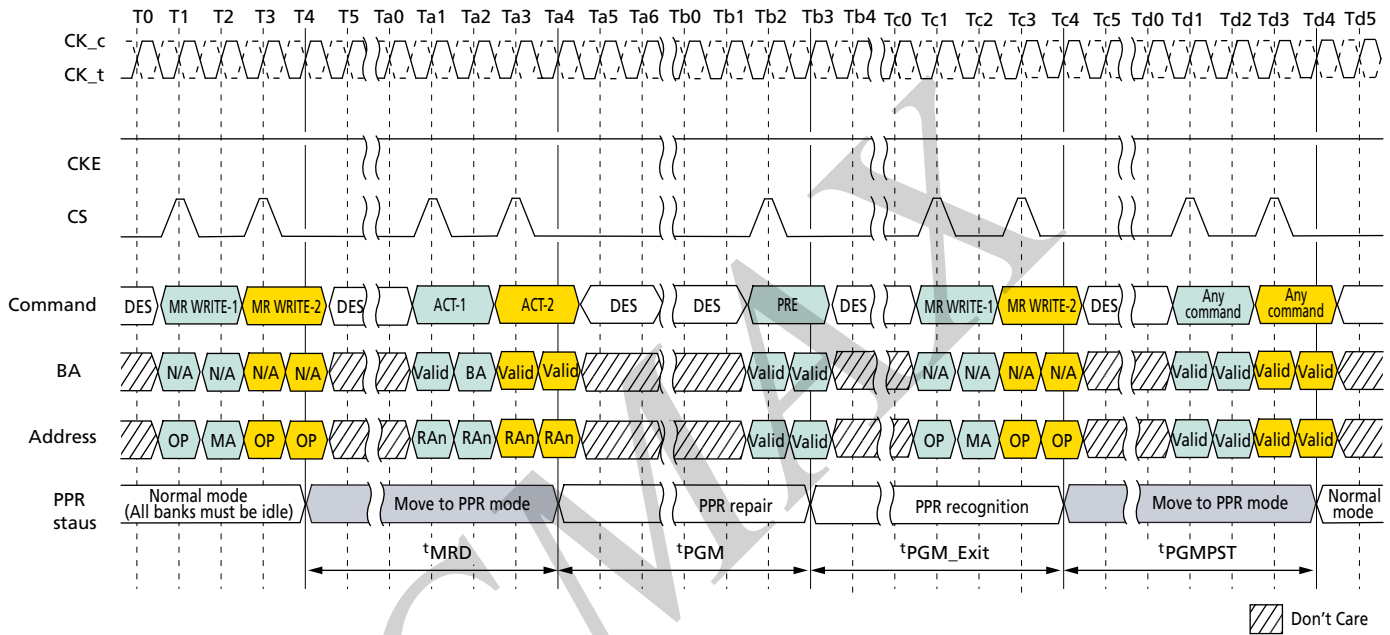 T0 T1 T2 T3 T4 T5 Ta0 Ta1 Ta2 Ta3 Ta4 Ta5 Ta6 Tb0 Tb1 Tb2 Tb3 Tb4 Tc0 Tc1 Tc2 Tc3 Tc4 Tc5 Td0 Td1 Td2 Td3 Td4 Td5
CK_c
CK_t
CKE
CS
Command DES MR WRITE-1 MR WRITE-2 DES ACT-1 ACT-2 DES DES PRE DES MR WRITE-1 MR WRITE-2 DES Any command Any command
BA N/A N/A N/A N/A Valid BA Valid Valid Valid Valid N/A N/A N/A N/A Valid Valid Valid Valid
Address OP MA OP OP RAn RAn RAn RAn Valid Valid OP MA OP OP Valid Valid Valid Valid
PPR staus
Normal mode
(All banks must be idle)
Move to PPR mode PPR repair PPR recognition Move to PPR mode Normal mode
tMRD tPGM tPGM_Exit tPGMPST
Don't Care
CMAX